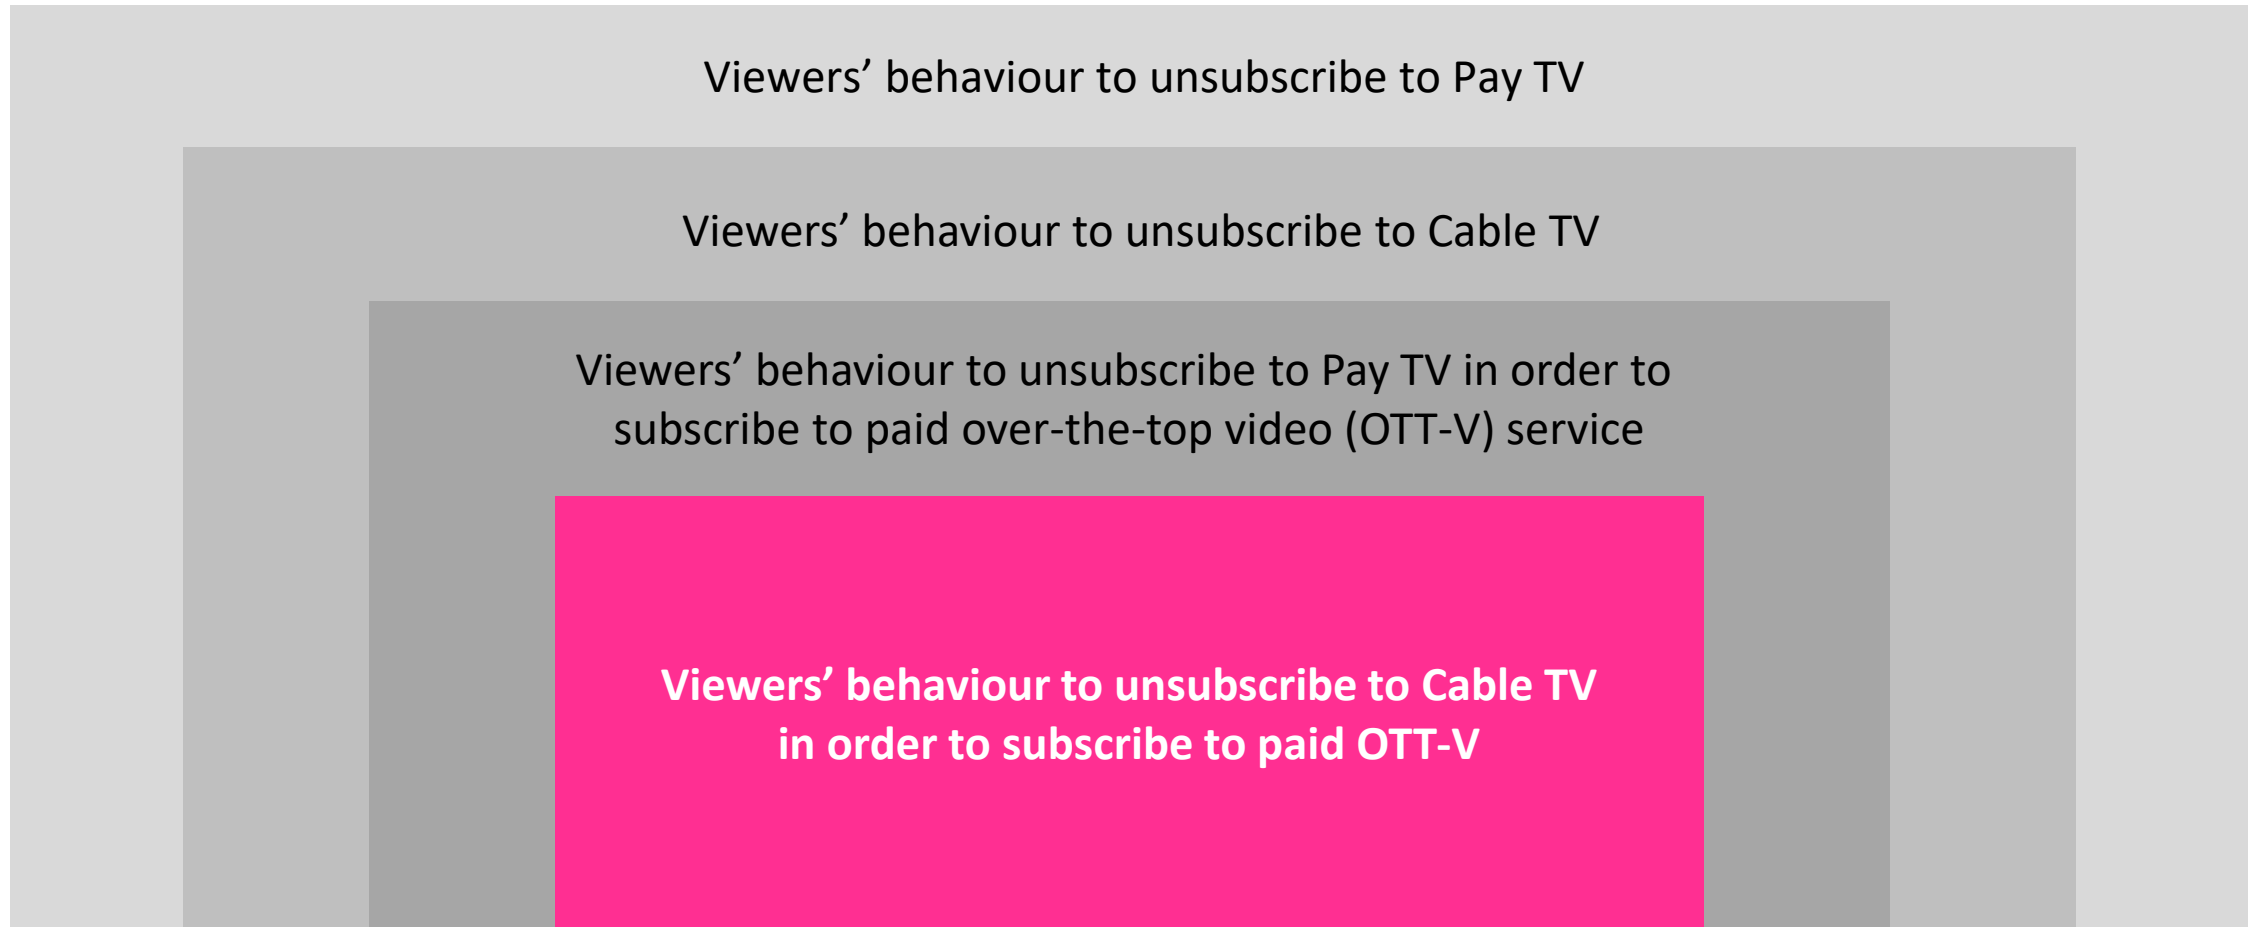 Viewers’ behaviour to unsubscribe to Pay TV
Viewers’ behaviour to unsubscribe to Cable TV
Viewers’ behaviour to unsubscribe to Pay TV in order to
subscribe to paid over-the-top video (OTT-V) service
Viewers’ behaviour to unsubscribe to Cable TV
in order to subscribe to paid OTT-V